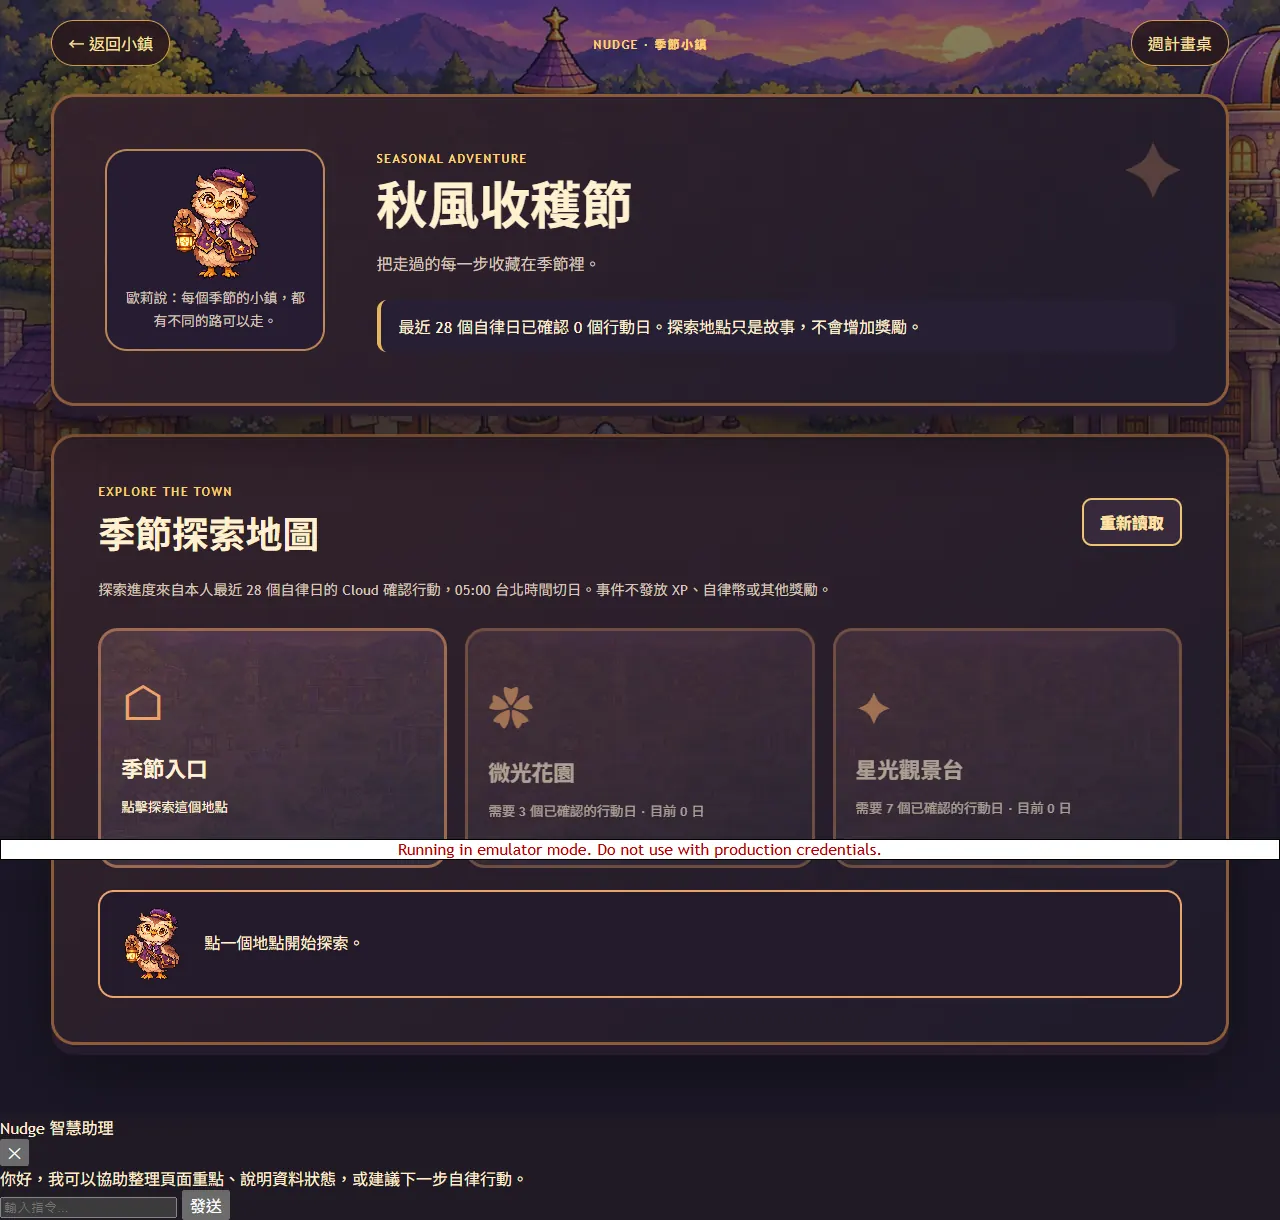 ← 返回小鎮
NUDGE · 季節小鎮
週計畫桌
歐莉說：每個季節的小鎮，都
有不同的路可以走。
SEASONAL ADVENTURE
秋風收穫節
把走過的每一步收藏在季節裡。
最近 28 個自律日已確認 0 個行動日。探索地點只是故事，不會增加獎勵。
EXPLORE THE TOWN
季節探索地圖
重新讀取
探索進度來自本人最近 28 個自律日的 Cloud 確認行動，05:00 台北時間切日。事件不發放 XP、自律幣或其他獎勵。
季節入口
點擊探索這個地點
微光花園
需要 3 個已確認的行動日 · 目前 0 日
星光觀景台
需要 7 個已確認的行動日 · 目前 0 日
Running in emulator mode. Do not use with production credentials.
點一個地點開始探索。
Nudge 智慧助理
×
你好，我可以協助整理頁面重點、說明資料狀態，或建議下一步自律行動。
輸入指令...
發送